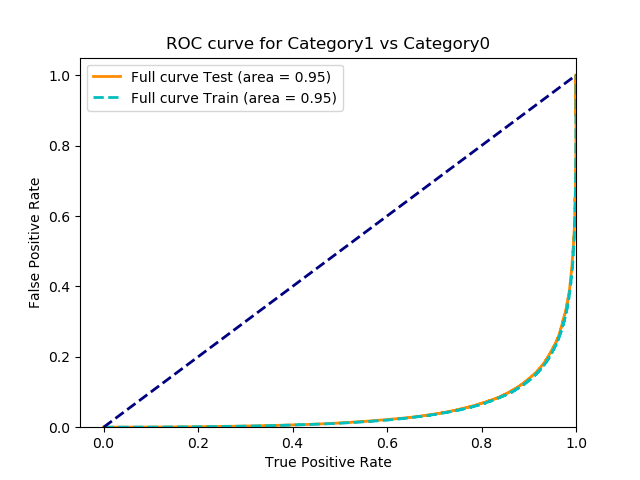 ROC curve for Category1 vs Category0
Full curve Test (area = 0.95)
Full curve Train (area = 0.95)
1.0
0.8
0.6
0.4
0.2
0.0
False Positive Rate
0.0 0.2 0.4 0.6 0.8 1.0
True Positive Rate